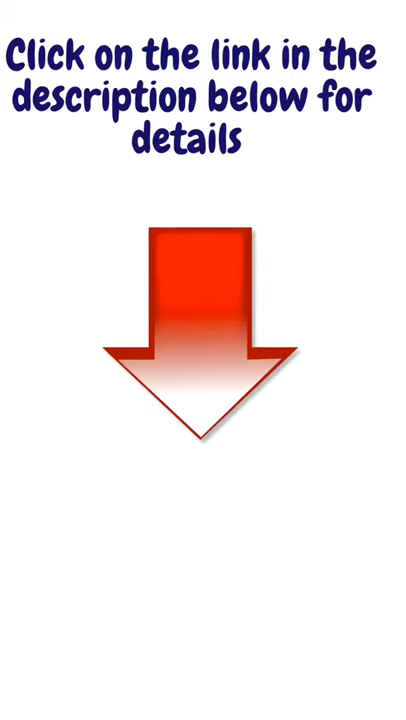 Click on the link in the
description below for
details